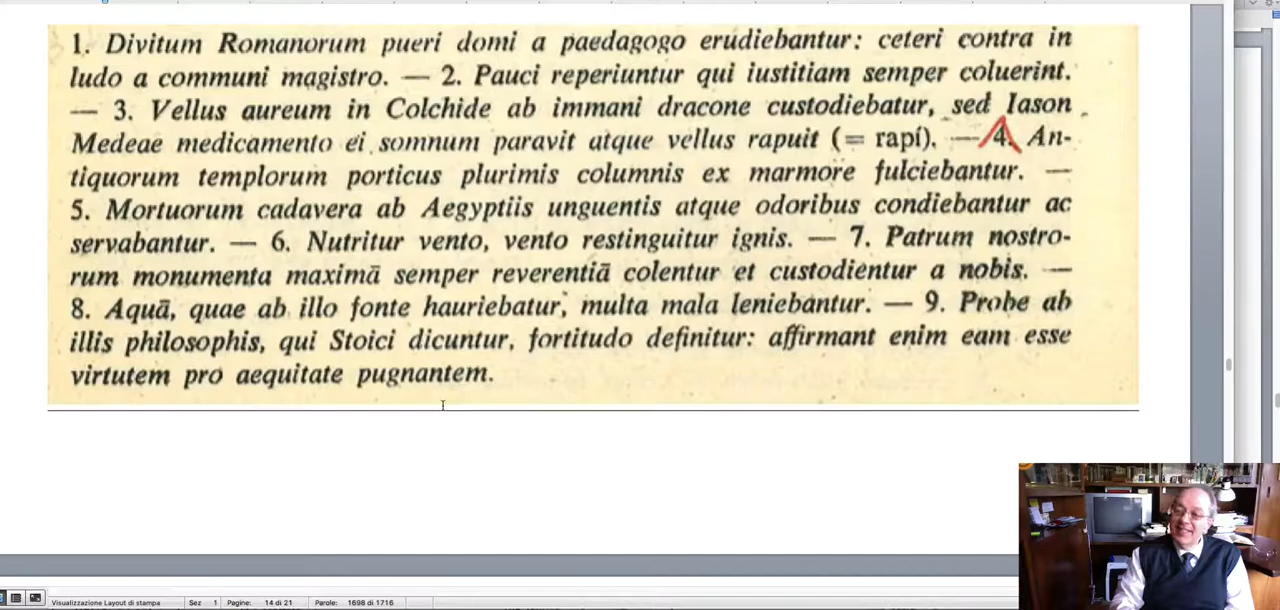 1. Divitum Romanorum pueri domi a paedagogo erudiebantur: ceteri contra in
ludo a communi magistro. — 2. Pauci reperiuntur qui iustitiam semper coluerint.
— 3. Vellus aureum in Colchide ab immani dracone custodiebatur, sed Iason
Medeae medicamento ei somnum paravit atque vellus rapuit (= rapí). — 4. An-
tiquorum templorum porticus plurimis columnis ex marmore fulciebantur. —
5. Mortuorum cadavera ab Aegyptiis unguentis atque odoribus condiebantur ac
servabantur. — 6. Nutritur vento, vento restinguitur ignis. — 7. Patrum nostro-
rum monumenta maximā semper reverentiā colentur et custodientur a nobis. —
8. Aquā, quae ab illo fonte hauriebatur, multa mala leniebantur. — 9. Probe ab
illis philosophis, qui Stoici dicuntur, fortitudo definitur: affirmant enim eam esse
virtutem pro aequitate pugnantem.
Visualizzazione Layout di stampa Sez 1 Pagine: 14 di 21 Parole: 1698 di 1716